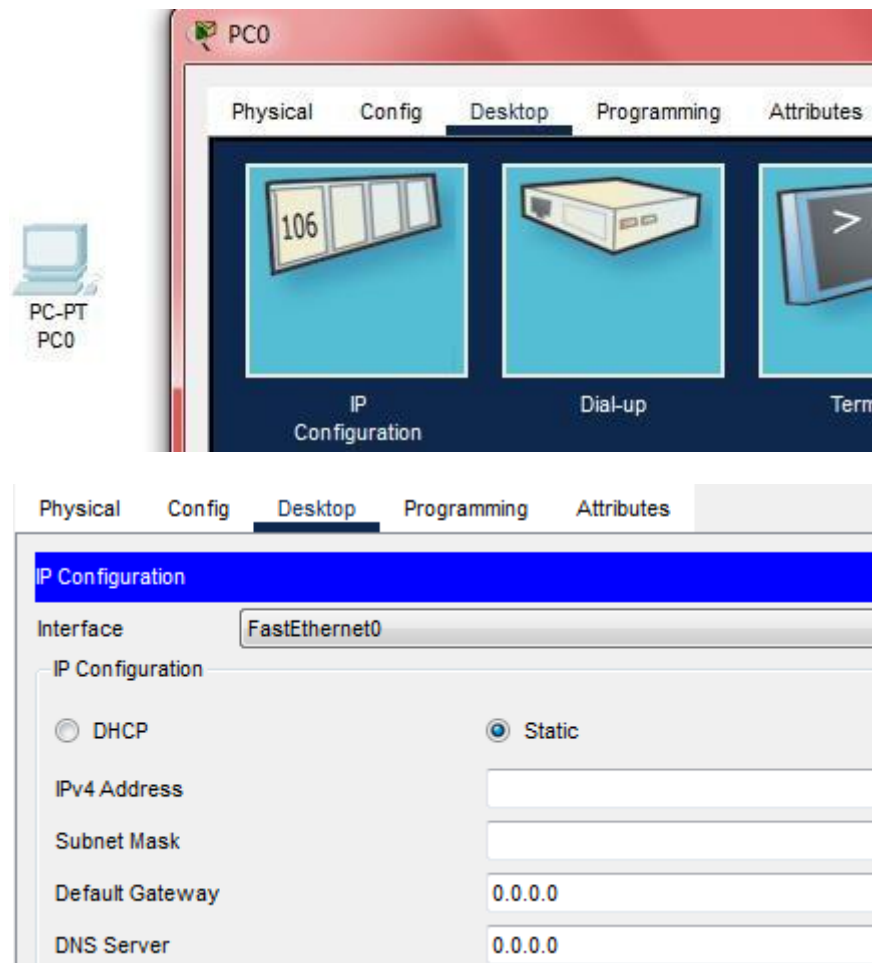 PC0
Physical Config Desktop Programming Attributes
106
>
PC-PT
PC0
IP
Configuration
Dial-up
Term
Physical Config Desktop Programming Attributes
IP Configuration
Interface FastEthernet0
IP Configuration
DHCP Static
IPv4 Address
Subnet Mask
Default Gateway 0.0.0.0
DNS Server 0.0.0.0